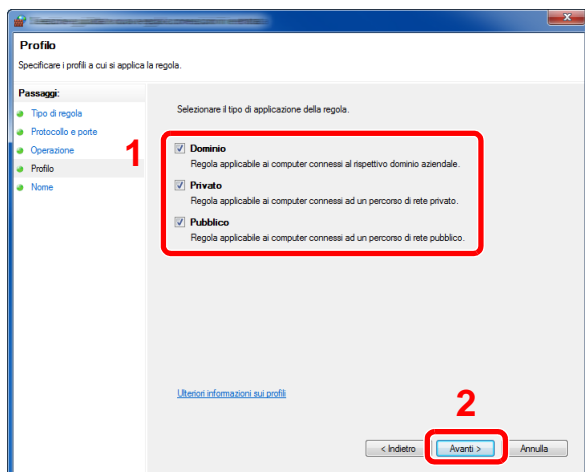 Profilo
Specificare i profili a cui si applica la regola.
Passaggi:
Tipo di regola
Protocollo e porte
Operazione
Profilo
Nome
Selezionare il tipo di applicazione della regola.
1
Dominio
Regola applicabile ai computer connessi al rispettivo dominio aziendale.
Privato
Regola applicabile ai computer connessi ad un percorso di rete privato.
Pubblico
Regola applicabile ai computer connessi ad un percorso di rete pubblico.
Ulteriori informazioni sui profili
2
< Indietro
Avanti >
Annulla